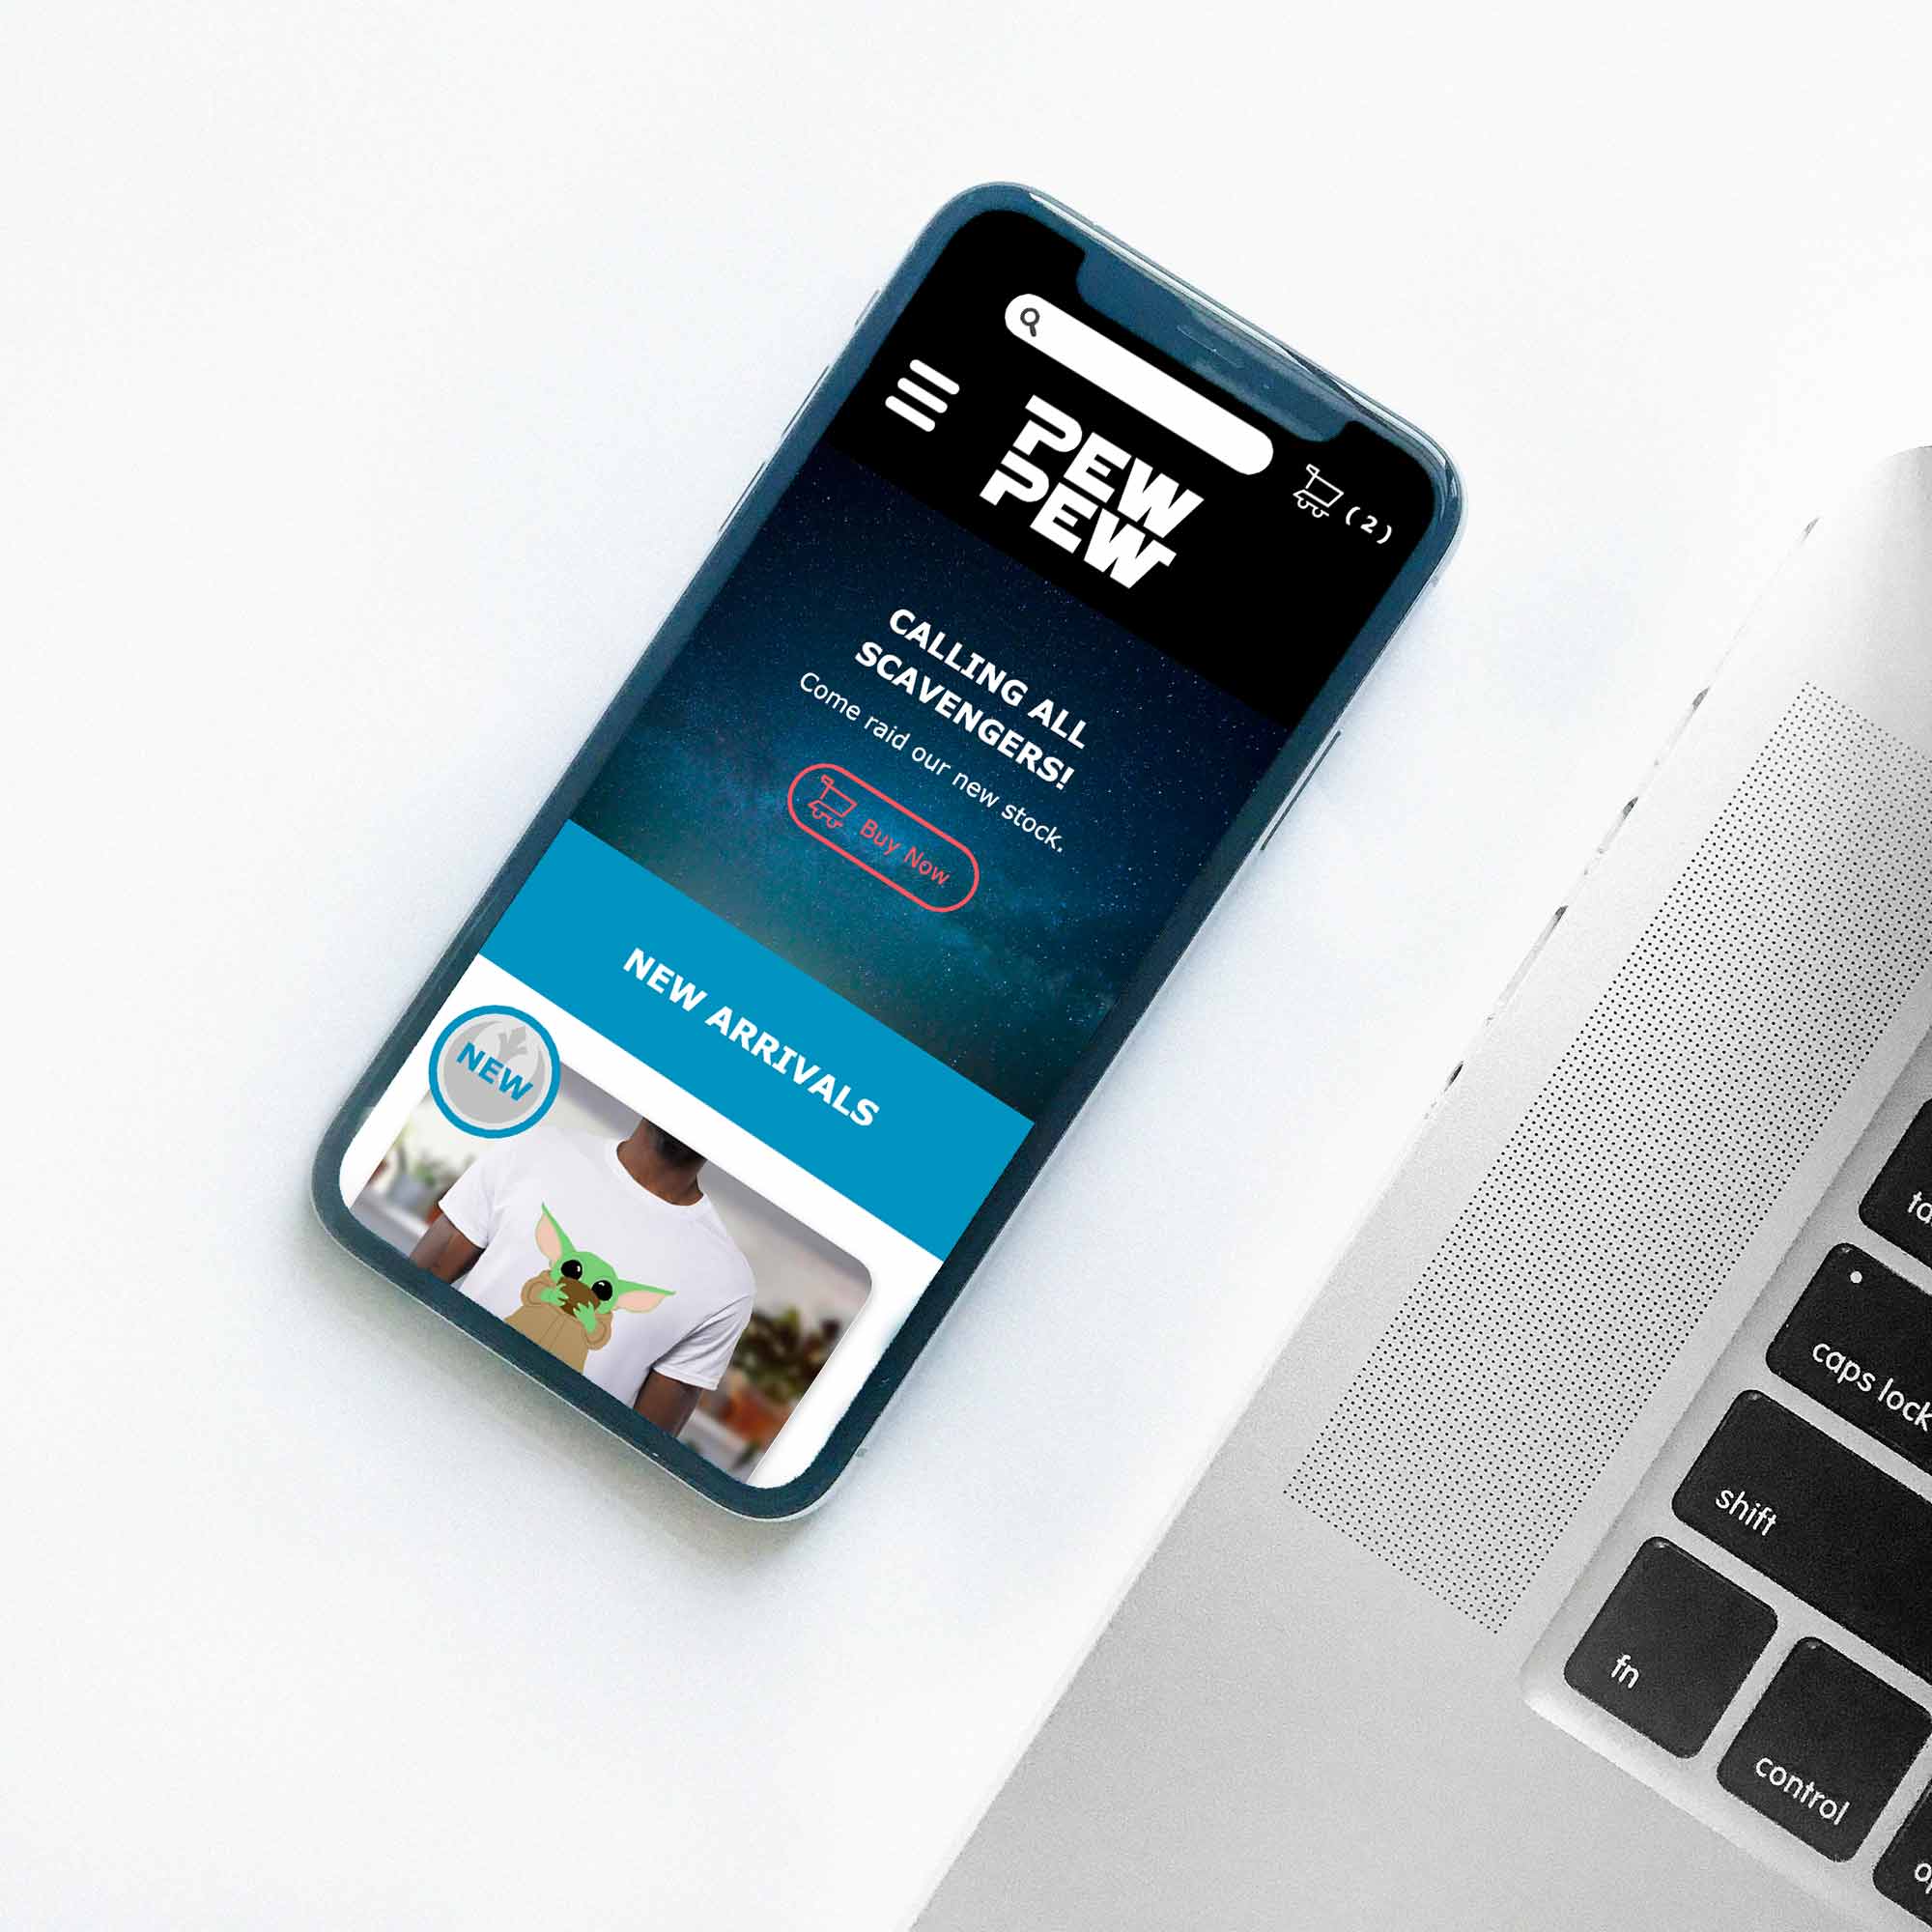 PEW
PEW
( 2 )
CALLING ALL
SCAVENGERS!
Come raid our new stock.
Buy Now
NEW ARRIVALS
NEW
caps lock
shift
fn
control